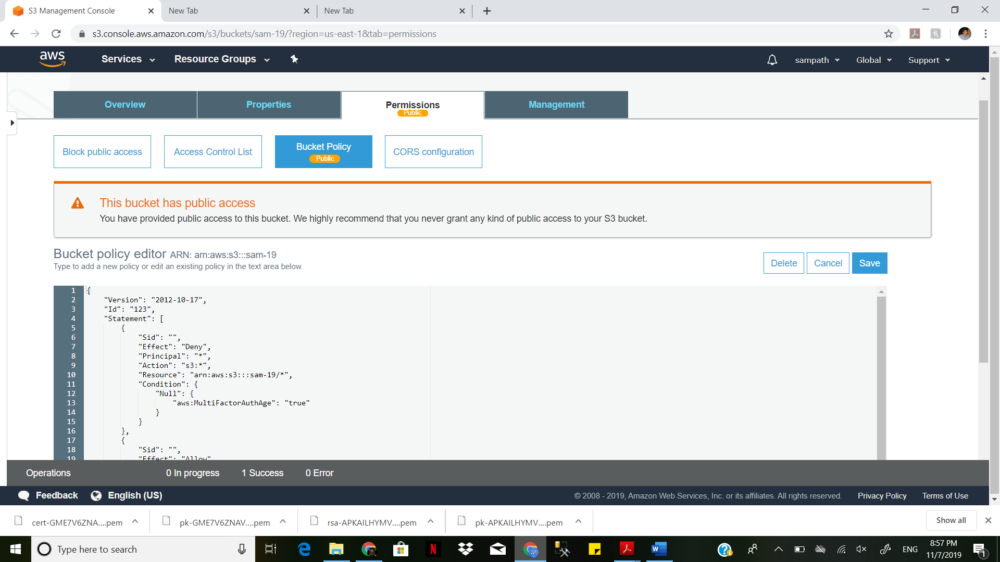 S3 Management Console
New Tab
New Tab
s3.console.aws.amazon.com/s3/buckets/sam-19/?region=us-east-1&tab=permissions
aws
Services
Resource Groups
sampath
Global
Support
Overview
Properties
Permissions
Public
Management
Block public access
Access Control List
Bucket Policy
Public
CORS configuration
This bucket has public access
You have provided public access to this bucket. We highly recommend that you never grant any kind of public access to your S3 bucket.
Bucket policy editor ARN: arn:aws:s3:::sam-19
Type to add a new policy or edit an existing policy in the text area below.
Delete
Cancel
Save
1 {
2 "Version": "2012-10-17",
3 "Id": "123",
4 "Statement": [
5 {
6 "Sid": "",
7 "Effect": "Deny",
8 "Principal": "*",
9 "Action": "s3:*",
10 "Resource": "arn:aws:s3:::sam-19/*",
11 "Condition": {
12 "Null": {
13 "aws:MultiFactorAuthAge": "true"
14 }
15 }
16 },
17 {
18 "Sid": "",
19 "Effect": "Allow"
Operations
0 In progress
1 Success
0 Error
Feedback
English (US)
© 2008 - 2019, Amazon Web Services, Inc. or its affiliates. All rights reserved.
Privacy Policy
Terms of Use
cert-GME7V6ZNA....pem
pk-GME7V6ZNAV....pem
rsa-APKAILHYMV....pem
pk-APKAILHYMV....pem
Show all
Type here to search
ENG
8:57 PM
11/7/2019
1